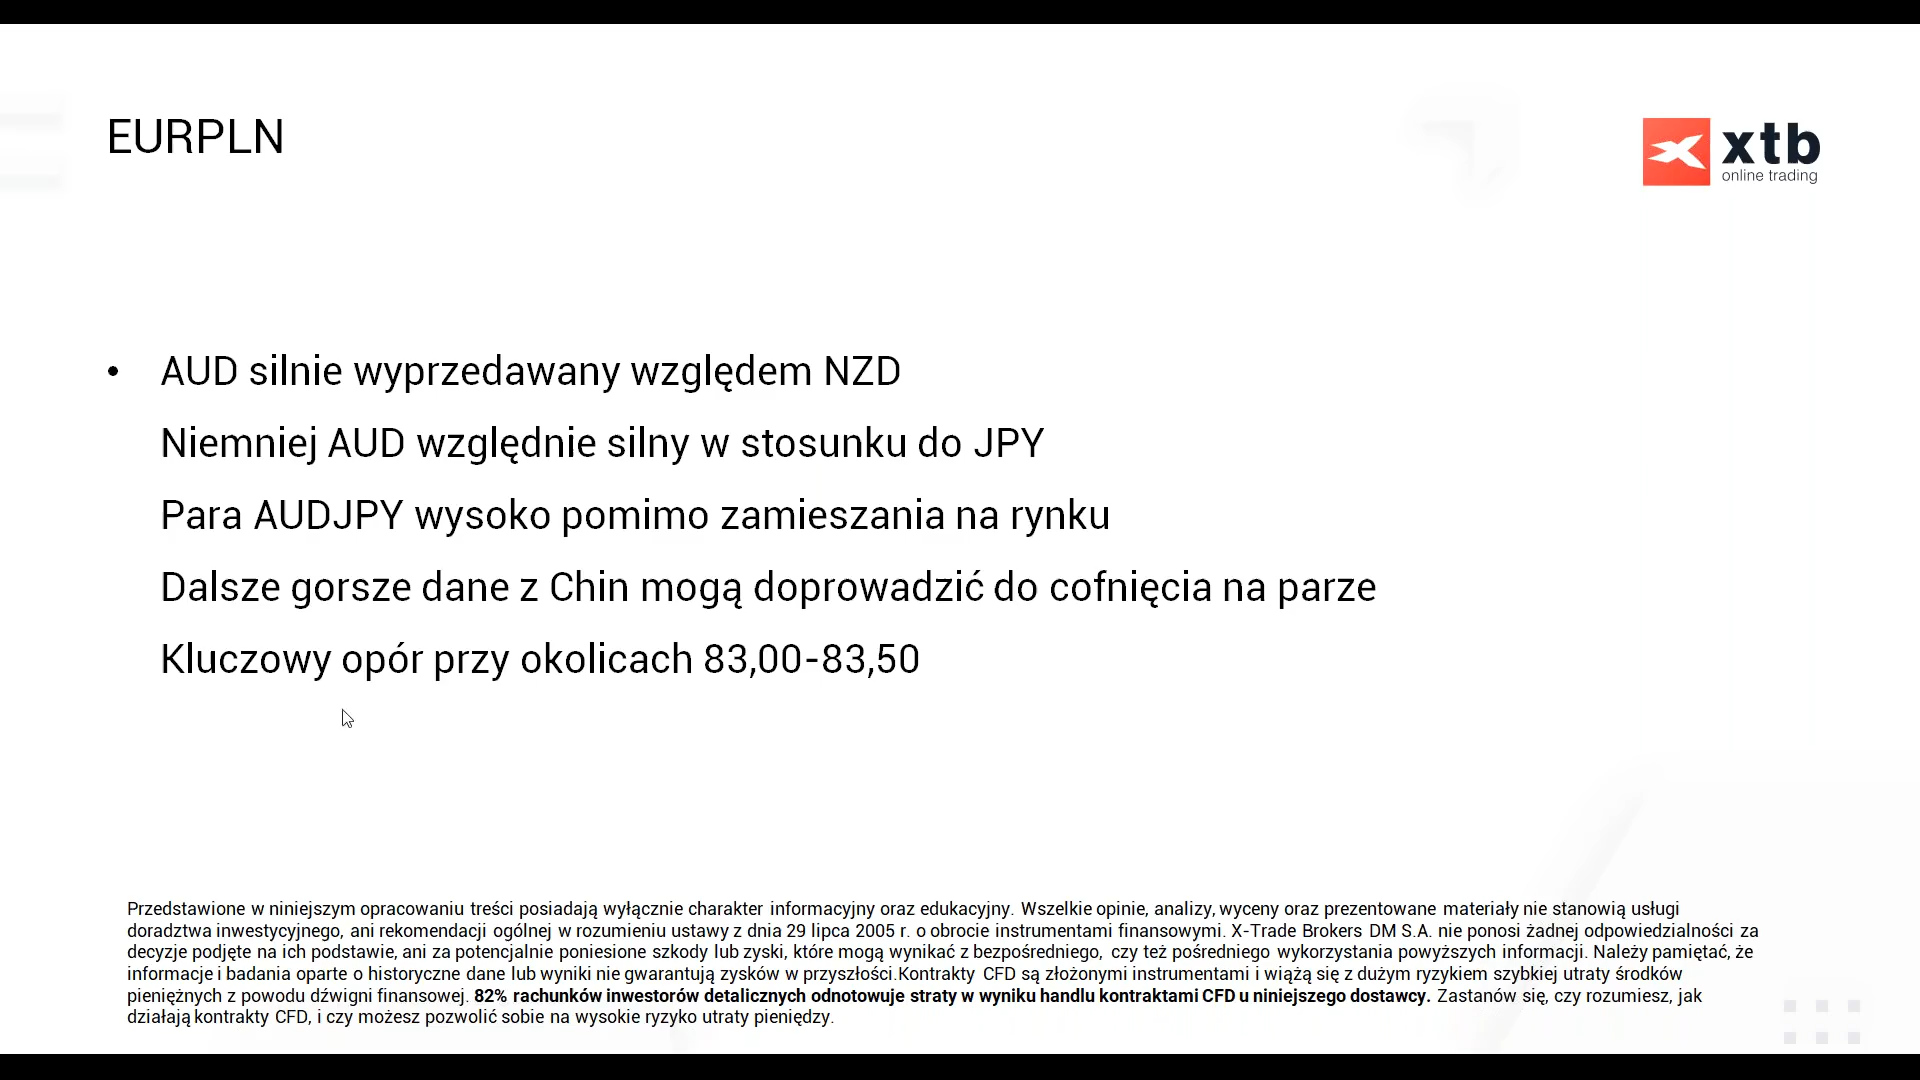 EURPLN
xtb
online trading
• AUD silnie wyprzedawany względem NZD
Niemniej AUD względnie silny w stosunku do JPY
Para AUDJPY wysoko pomimo zamieszania na rynku
Dalsze gorsze dane z Chin mogą doprowadzić do cofnięcia na parze
Kluczowy opór przy okolicach 83,00-83,50
Przedstawione w niniejszym opracowaniu treści posiadają wyłącznie charakter informacyjny oraz edukacyjny. Wszelkie opinie, analizy, wyceny oraz prezentowane materiały nie stanowią usługi
doradztwa inwestycyjnego, ani rekomendacji ogólnej w rozumieniu ustawy z dnia 29 lipca 2005 r. o obrocie instrumentami finansowymi. X-Trade Brokers DM S.A. nie ponosi żadnej odpowiedzialności za
decyzje podjęte na ich podstawie, ani za potencjalnie poniesione szkody lub zyski, które mogą wynikać z bezpośredniego, czy też pośredniego wykorzystania powyższych informacji. Należy pamiętać, że
informacje i badania oparte o historyczne dane lub wyniki nie gwarantują zysków w przyszłości.Kontrakty CFD są złożonymi instrumentami i wiążą się z dużym ryzykiem szybkiej utraty środków
pieniężnych z powodu dźwigni finansowej. 82% rachunków inwestorów detalicznych odnotowuje straty w wyniku handlu kontraktami CFD u niniejszego dostawcy. Zastanów się, czy rozumiesz, jak
działają kontrakty CFD, i czy możesz pozwolić sobie na wysokie ryzyko utraty pieniędzy.